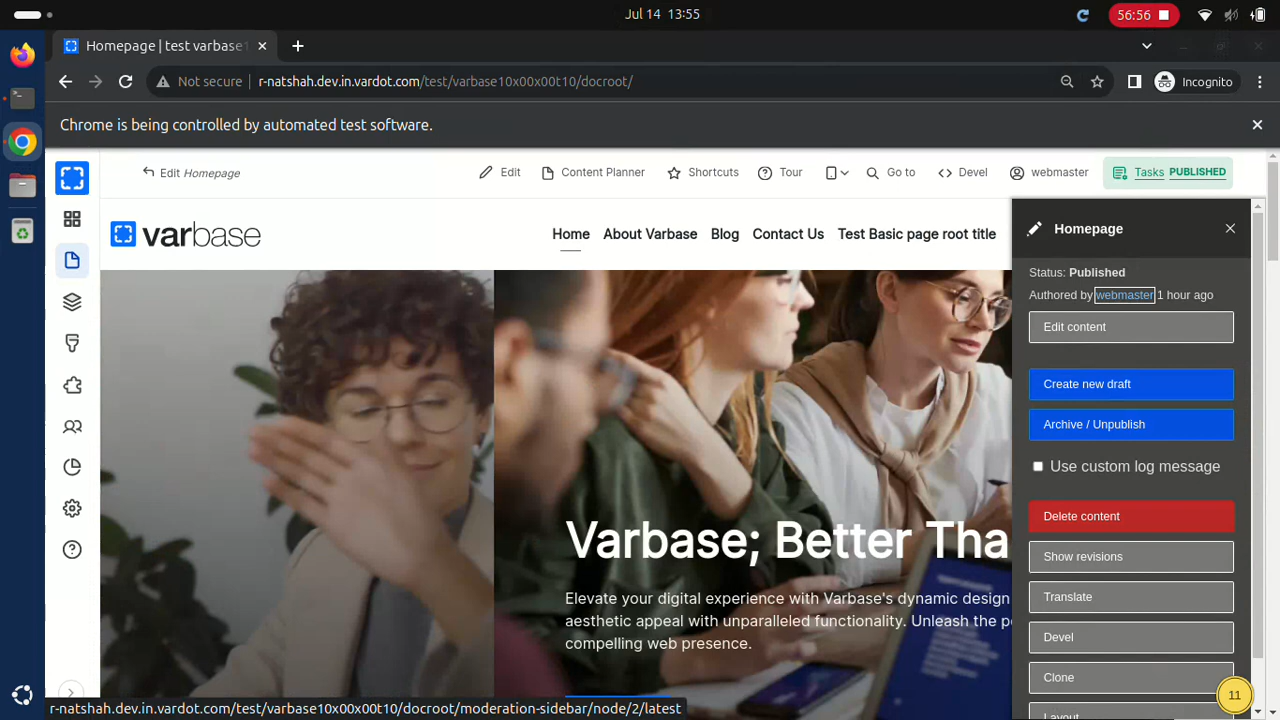 Jul 14 13:55
56:56
Homepage | test varbase1
Not secure
r-natshah.dev.in.vardot.com/test/varbase10x00x00t10/docroot/
Incognito
Chrome is being controlled by automated test software.
Edit Homepage
Edit
Content Planner
Shortcuts
Tour
Go to
Devel
webmaster
Tasks PUBLISHED
varbase
Home
About Varbase
Blog
Contact Us
Test Basic page root title
Homepage
Status: Published
Authored by webmaster 1 hour ago
Edit content
Create new draft
Archive / Unpublish
Use custom log message
Delete content
Show revisions
Translate
Devel
Clone
Layout
Varbase; Better Tha
Elevate your digital experience with Varbase's dynamic design
aesthetic appeal with unparalleled functionality. Unleash the po
compelling web presence.
11
r-natshah.dev.in.vardot.com/test/varbase10x00x00t10/docroot/moderation-sidebar/node/2/latest